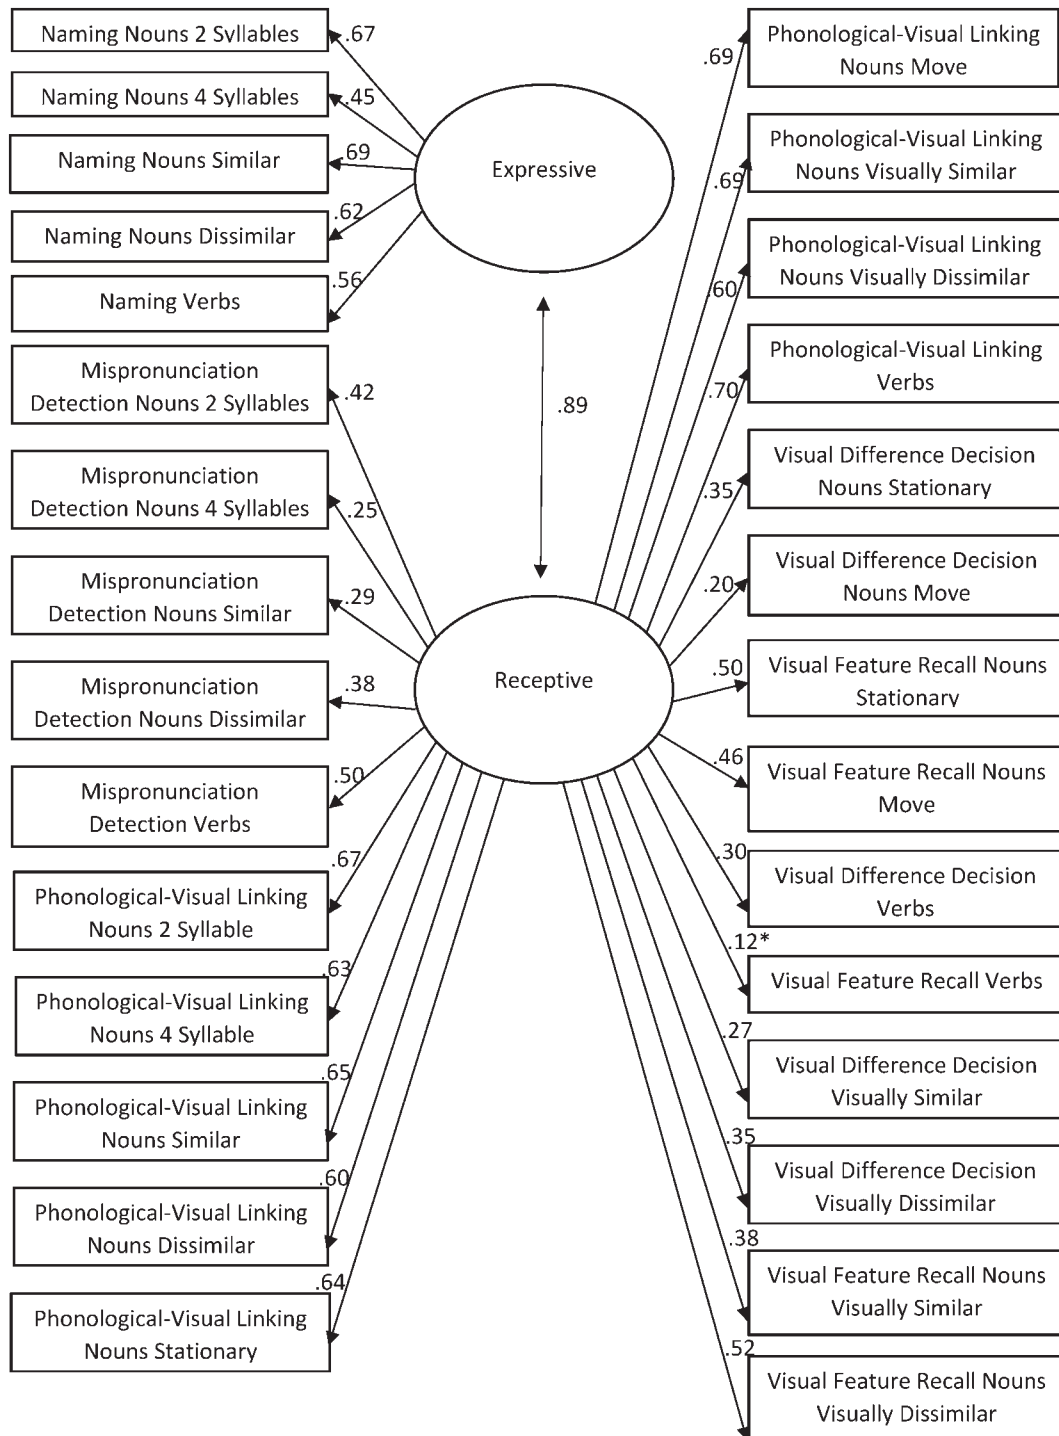 Naming Nouns 2 Syllables
.67
Naming Nouns 4 Syllables
.45
Naming Nouns Similar
.69
Naming Nouns Dissimilar
.62
Naming Verbs
.56
Expressive
.89
Receptive
Mispronunciation
Detection Nouns 2 Syllables
.42
Mispronunciation
Detection Nouns 4 Syllables
.25
Mispronunciation
Detection Nouns Similar
.29
Mispronunciation
Detection Nouns Dissimilar
.38
Mispronunciation
Detection Verbs
.50
Phonological-Visual Linking
Nouns 2 Syllable
.67
Phonological-Visual Linking
Nouns 4 Syllable
.63
Phonological-Visual Linking
Nouns Similar
.65
Phonological-Visual Linking
Nouns Dissimilar
.60
Phonological-Visual Linking
Nouns Stationary
.64
Phonological-Visual Linking
Nouns Move
.69
Phonological-Visual Linking
Nouns Visually Similar
.69
Phonological-Visual Linking
Nouns Visually Dissimilar
.60
Phonological-Visual Linking
Verbs
.70
Visual Difference Decision
Nouns Stationary
.35
Visual Difference Decision
Nouns Move
.20
Visual Feature Recall Nouns
Stationary
.50
Visual Feature Recall Nouns
Move
.46
Visual Difference Decision
Verbs
.30
Visual Feature Recall Verbs
.12*
Visual Difference Decision
Visually Similar
.27
Visual Difference Decision
Visually Dissimilar
.35
Visual Feature Recall Nouns
Visually Similar
.38
Visual Feature Recall Nouns
Visually Dissimilar
.52